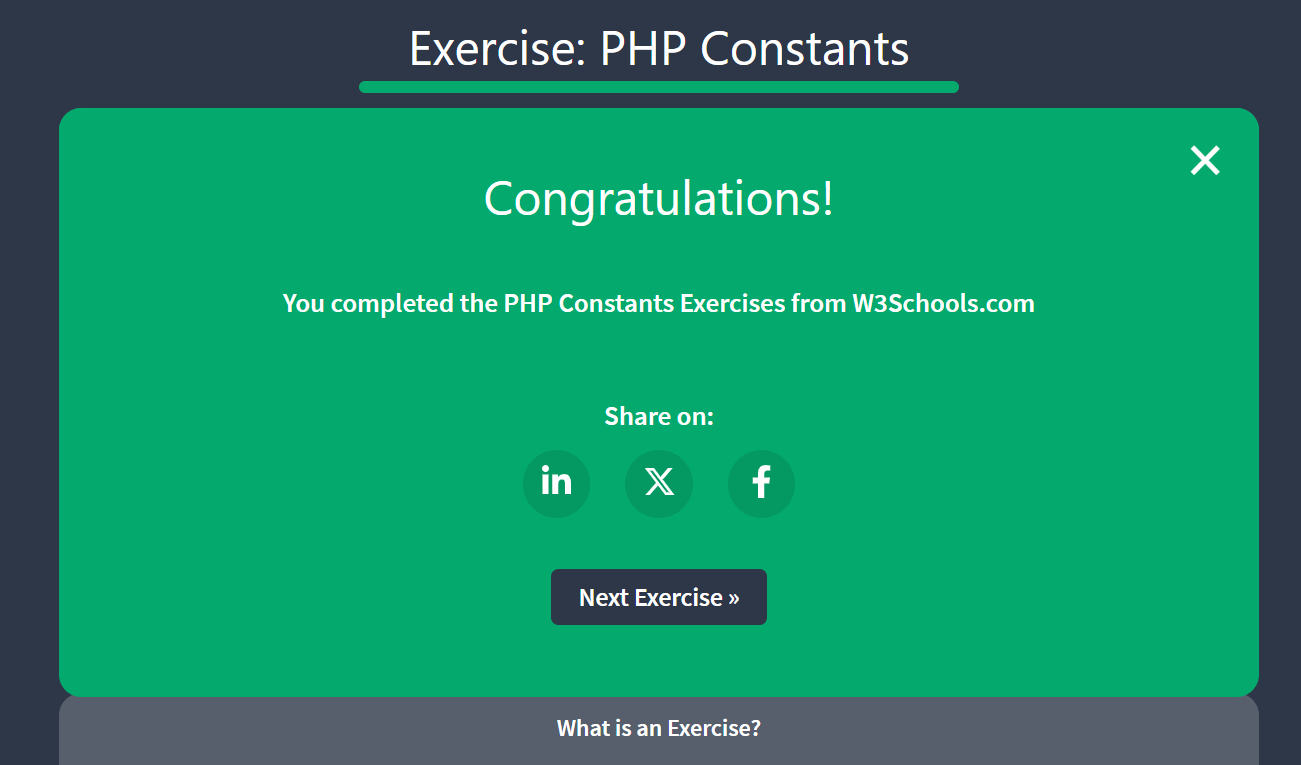 Exercise: PHP Constants
Congratulations!
You completed the PHP Constants Exercises from W3Schools.com
Share on:
in X f
Next Exercise »
What is an Exercise?